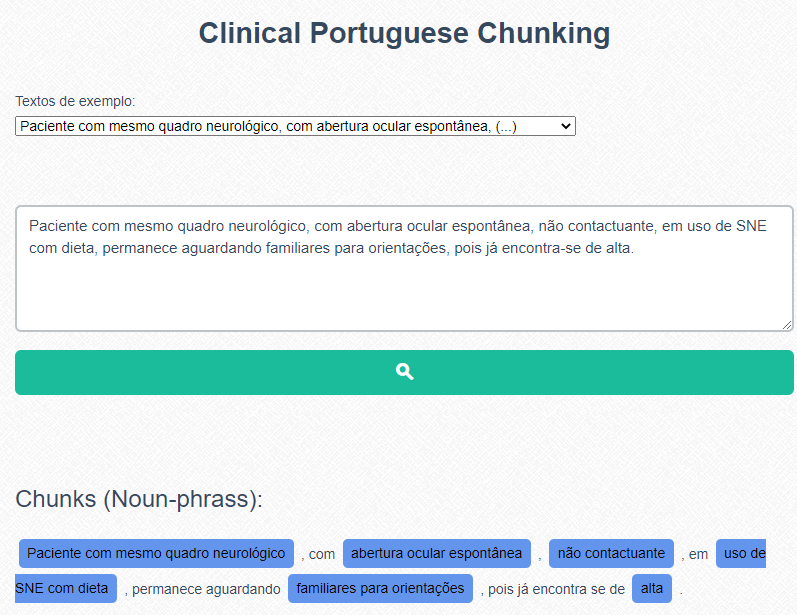 Clinical Portuguese Chunking
Textos de exemplo:
Paciente com mesmo quadro neurológico, com abertura ocular espontânea, (...)
Paciente com mesmo quadro neurológico, com abertura ocular espontânea, não contactuante, em uso de SNE
com dieta, permanece aguardando familiares para orientações, pois já encontra-se de alta.
Chunks (Noun-phrass):
Paciente com mesmo quadro neurológico , com abertura ocular espontânea , não contactuante , em uso de
SNE com dieta , permanece aguardando familiares para orientações , pois já encontra se de alta .